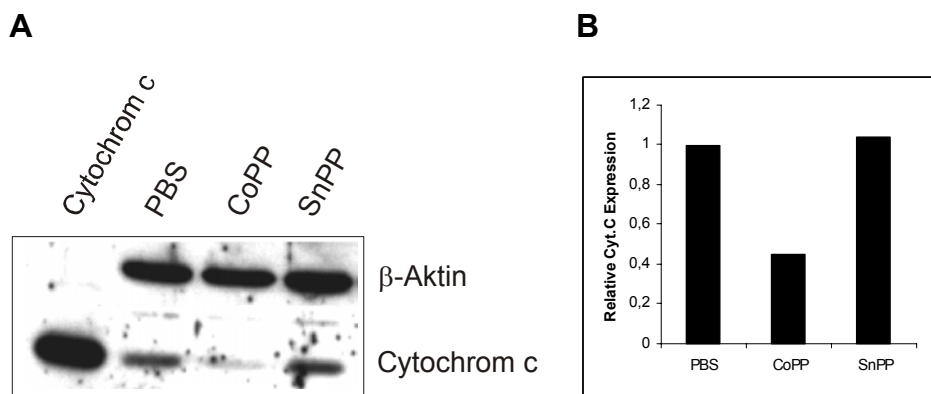 A
Cytochrom c
PBS
CoPP
SnPP
β-Aktin
Cytochrom c
B
Relative Cyt.C Expression
1,2
1
0,8
0,6
0,4
0,2
0
PBS
CoPP
SnPP